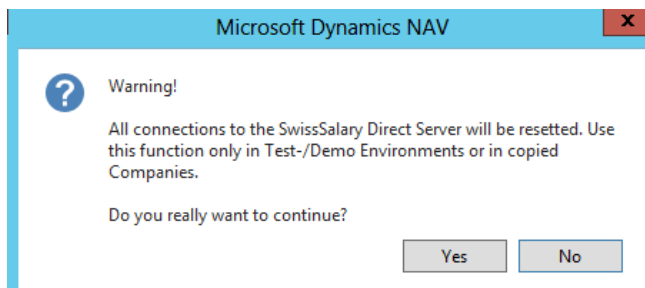 Microsoft Dynamics NAV
x
?
Warning!
All connections to the SwissSalary Direct Server will be resetted. Use
this function only in Test-/Demo Environments or in copied
Companies.
Do you really want to continue?
Yes
No